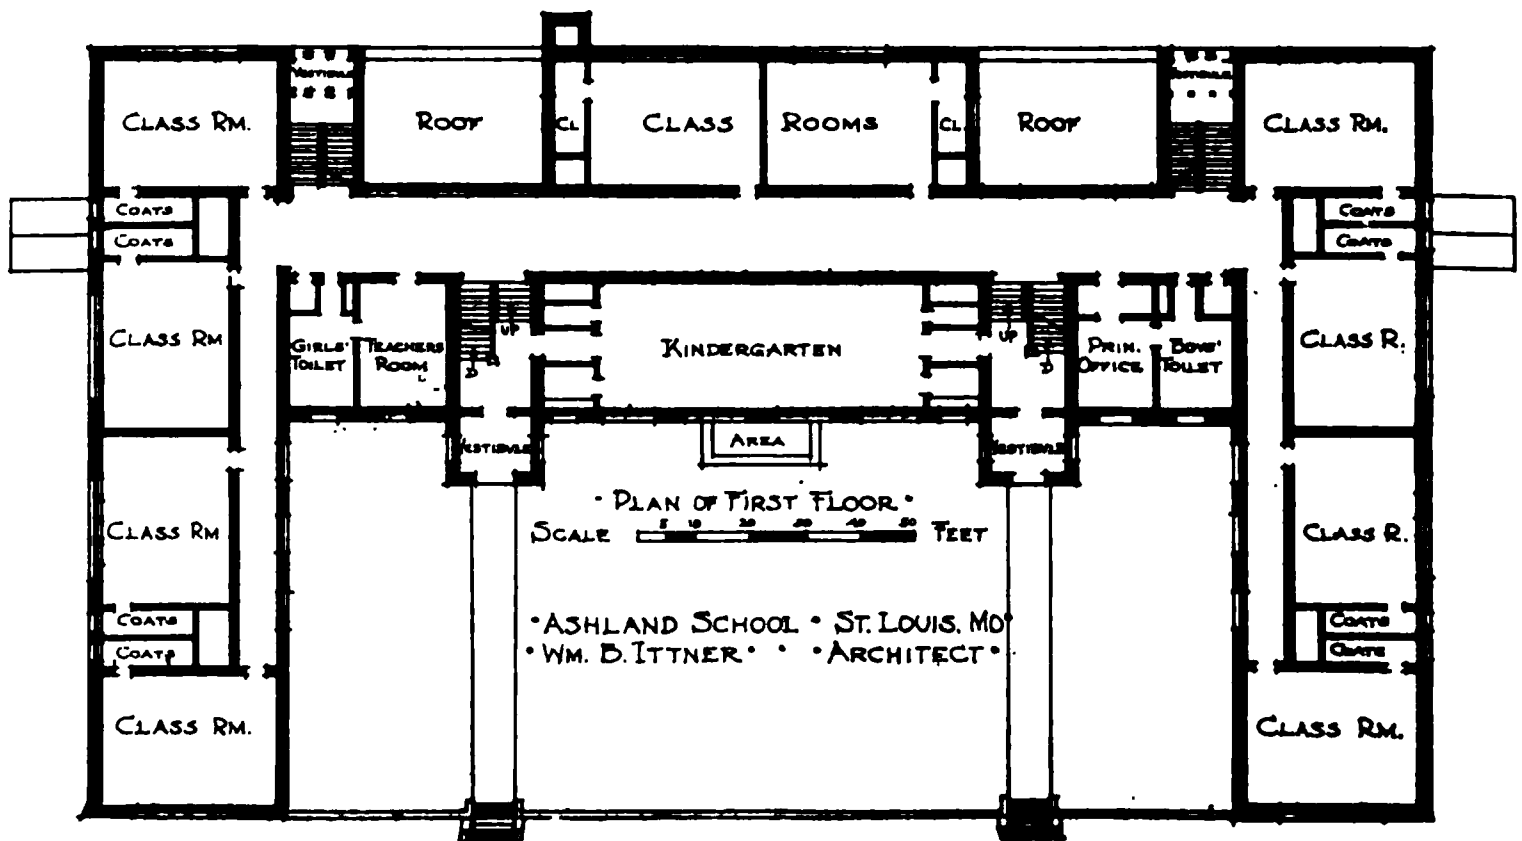 VESTIBULE VESTIBULE
CLASS RM. ROOF CL CLASS ROOMS CL. ROOF CLASS RM.
COATS COATS
COATS COATS
CLASS RM GIRLS' TEACHERS UP KINDERGARTEN UP PRIN. BOYS' CLASS R.
TOILET ROOM D D OFFICE TOILET
VESTIBULE AREA VESTIBULE
• PLAN OF FIRST FLOOR •
SCALE 5 10 20 30 40 50 FEET
CLASS RM CLASS R.
COATS • ASHLAND SCHOOL • ST. LOUIS, MO • COATS
COATS • WM. B. ITTNER • • • ARCHITECT • COATS
CLASS RM. CLASS RM.